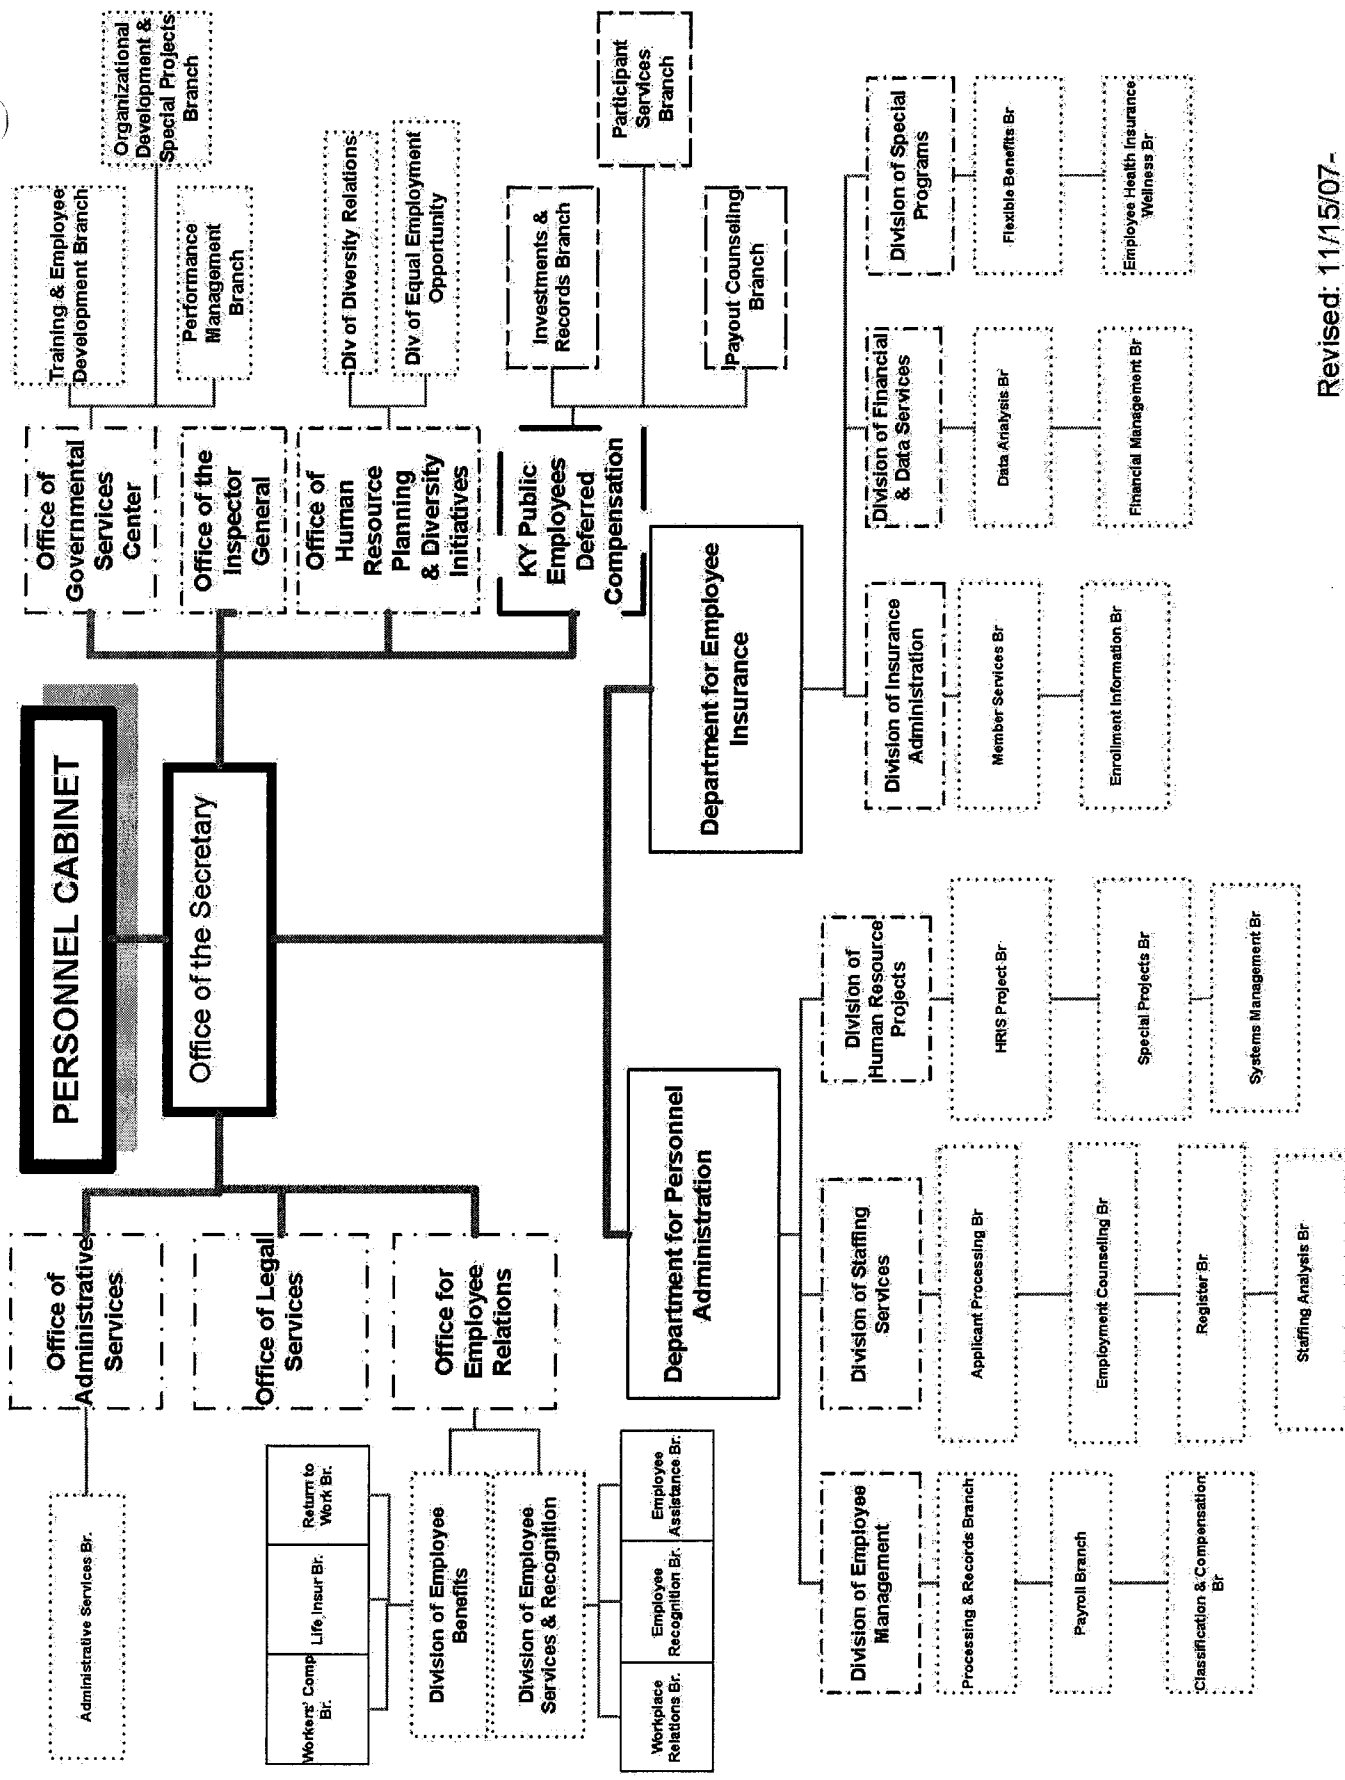 PERSONNEL CABINET
Office of the Secretary
Office of
Administrative
Services
Administrative Services Br.
Office of Legal
Services
Office for
Employee
Relations
Workers' Comp
Br.
Life Insur Br.
Return to
Work Br.
Division of Employee
Benefits
Division of Employee
Services & Recognition
Workplace
Relations Br.
Employee
Recognition Br.
Employee
Assistance Br.
Office of
Governmental
Services
Center
Training & Employee
Development Branch
Organizational
Development &
Special Projects
Branch
Performance
Management
Branch
Office of the
Inspector
General
Office of
Human
Resource
Planning
& Diversity
Initiatives
Div of Diversity Relations
Div of Equal Employment
Opportunity
KY Public
Employees
Deferred
Compensation
Investments &
Records Branch
Participant
Services
Branch
Payout Counseling
Branch
Department for Personnel
Administration
Division of Employee
Management
Processing & Records Branch
Payroll Branch
Classification & Compensation
Br
Division of Staffing
Services
Applicant Processing Br
Employment Counseling Br
Register Br
Staffing Analysis Br
Division of
Human Resource
Projects
HRIS Project Br
Special Projects Br
Systems Management Br
Department for Employee
Insurance
Division of Insurance
Administration
Member Services Br
Enrollment Information Br
Division of Financial
& Data Services
Data Analysis Br
Financial Management Br
Division of Special
Programs
Flexible Benefits Br
Employee Health Insurance
Wellness Br
Revised: 11/15/07-